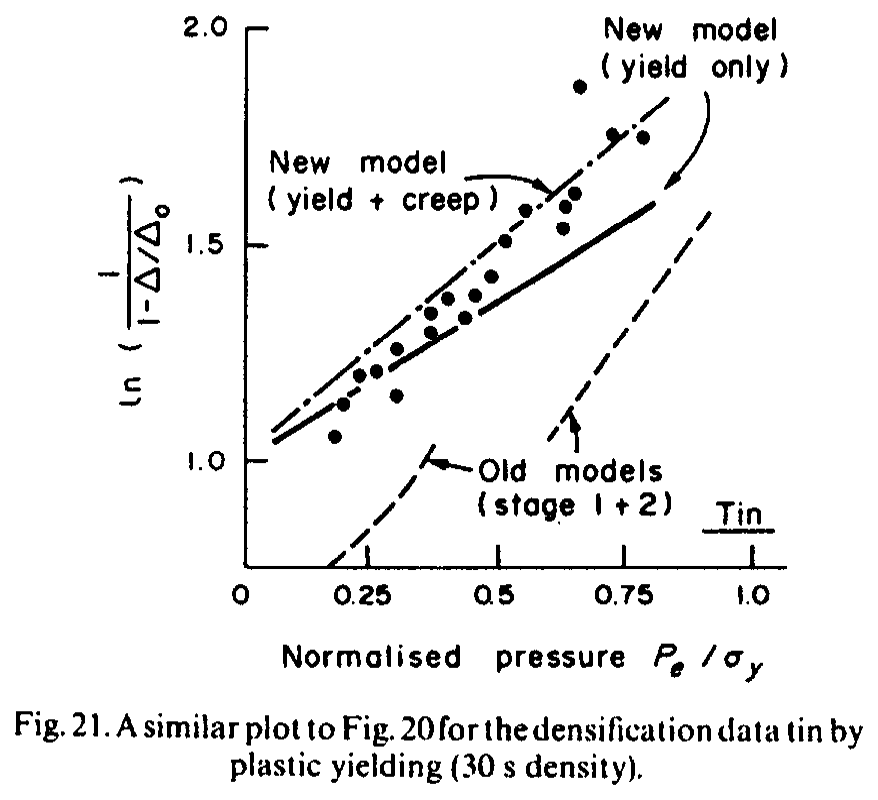 2.0
New model
(yield only)
New model
(yield + creep)
1.5
ln ( 1 / 1-Δ/Δo )
1.0
Old models
(stage 1+2)
Tin
0 0.25 0.5 0.75 1.0
Normalised pressure Pe /σy
Fig. 21. A similar plot to Fig. 20 for the densification data tin by
plastic yielding (30 s density).